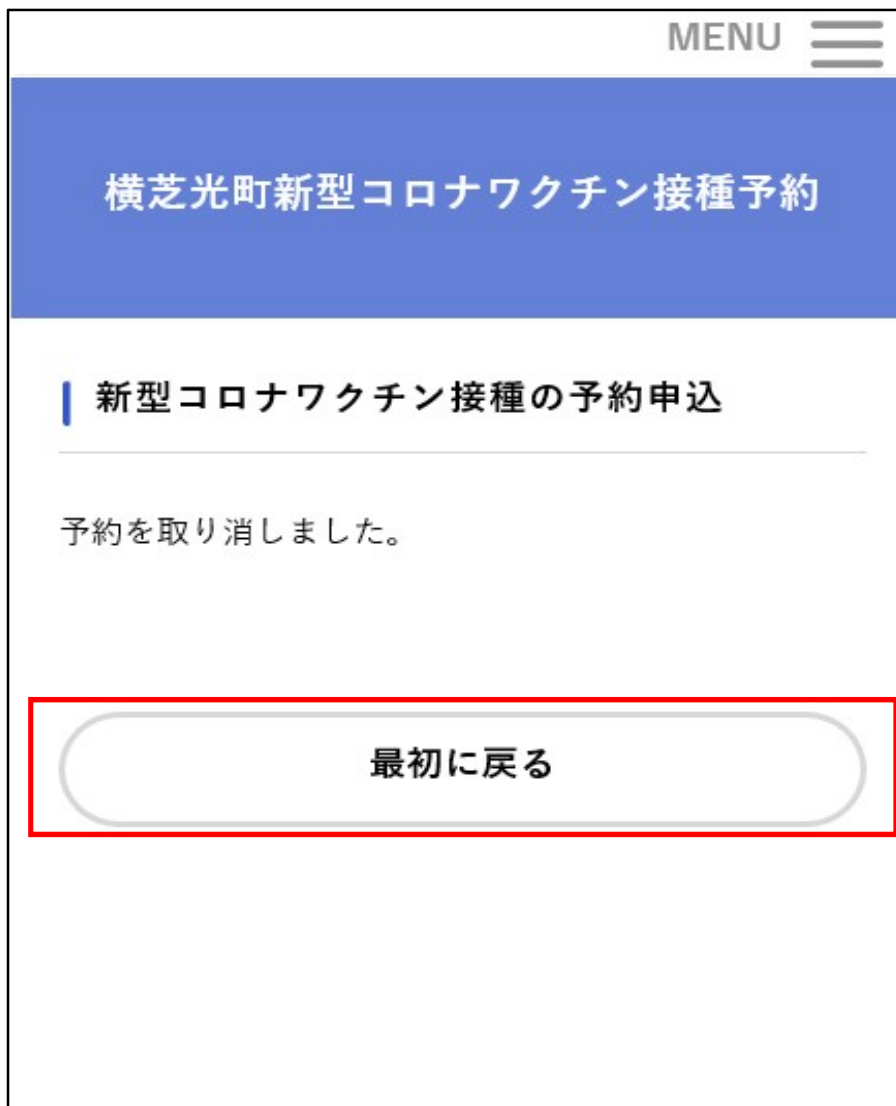 MENU
横芝光町新型コロナワクチン接種予約
新型コロナワクチン接種の予約申込
予約を取り消しました。
最初に戻る